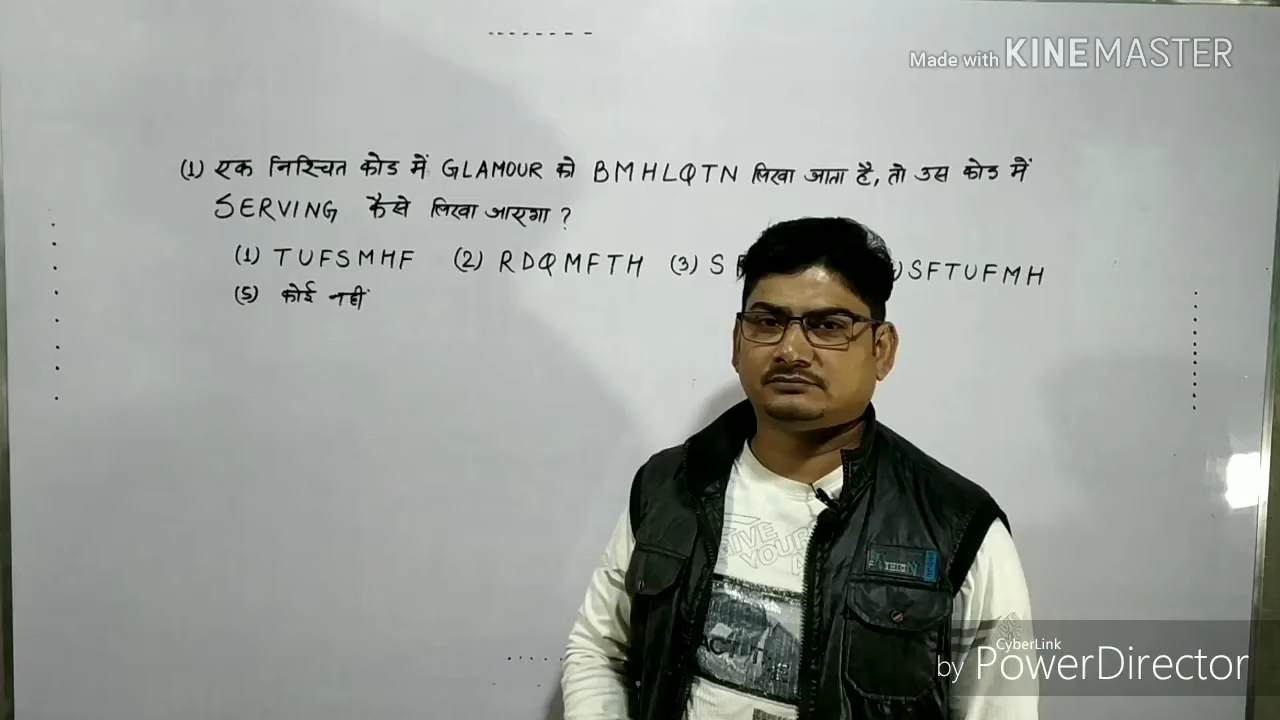 Made with KINEMASTER
(1) एक निश्चित कोड में GLAMOUR को BMHLQTN लिखा जाता है, तो उस कोड में
SERVING कैसे लिखा जाएगा ?
(1) TUFSMHF (2) RDQMFTH (3) S ) SFTUFMH
(5) कोई नहीं
CyberLink
by PowerDirector